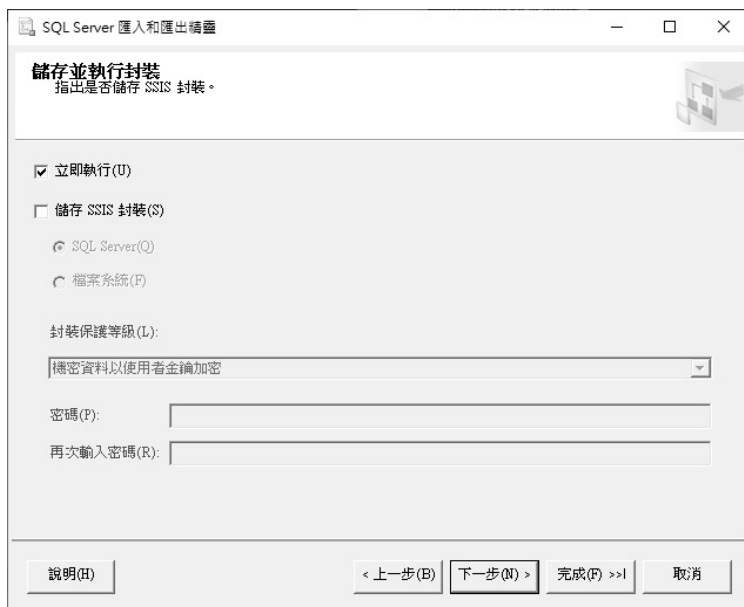 SQL Server 匯入和匯出精靈
儲存並執行封裝
指出是否儲存 SSIS 封裝。
立即執行(U)
儲存 SSIS 封裝(S)
SQL Server(Q)
檔案系統(F)
封裝保護等級(L):
機密資料以使用者金鑰加密
密碼(P):
再次輸入密碼(R):
說明(H)
< 上一步(B)
下一步(N) >
完成(F) >>|
取消